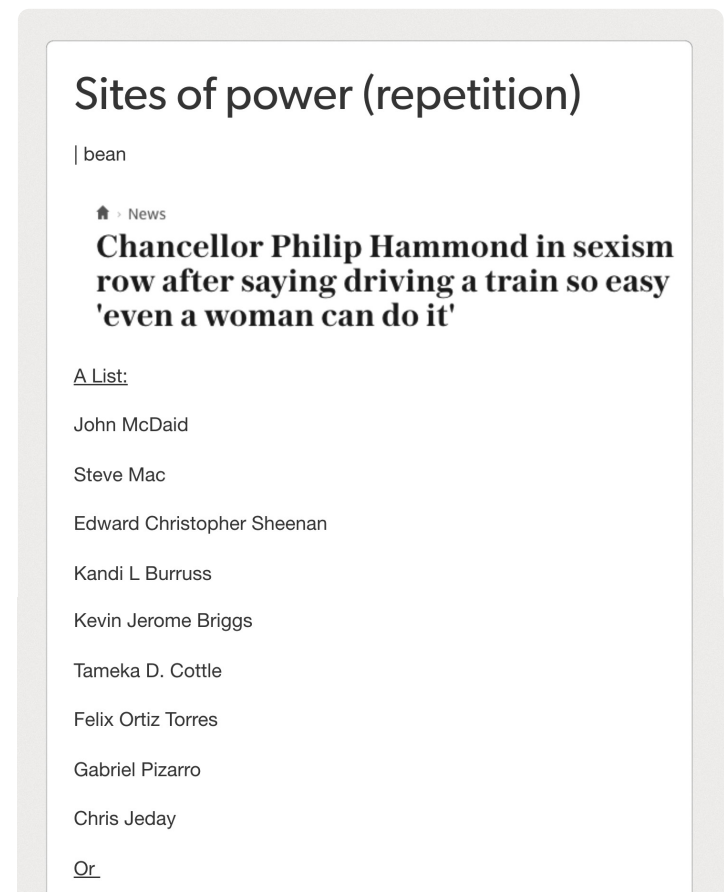 Sites of power (repetition)
| bean
› News
Chancellor Philip Hammond in sexism
row after saying driving a train so easy
'even a woman can do it'
A List:
John McDaid
Steve Mac
Edward Christopher Sheenan
Kandi L Burruss
Kevin Jerome Briggs
Tameka D. Cottle
Felix Ortiz Torres
Gabriel Pizarro
Chris Jeday
Or